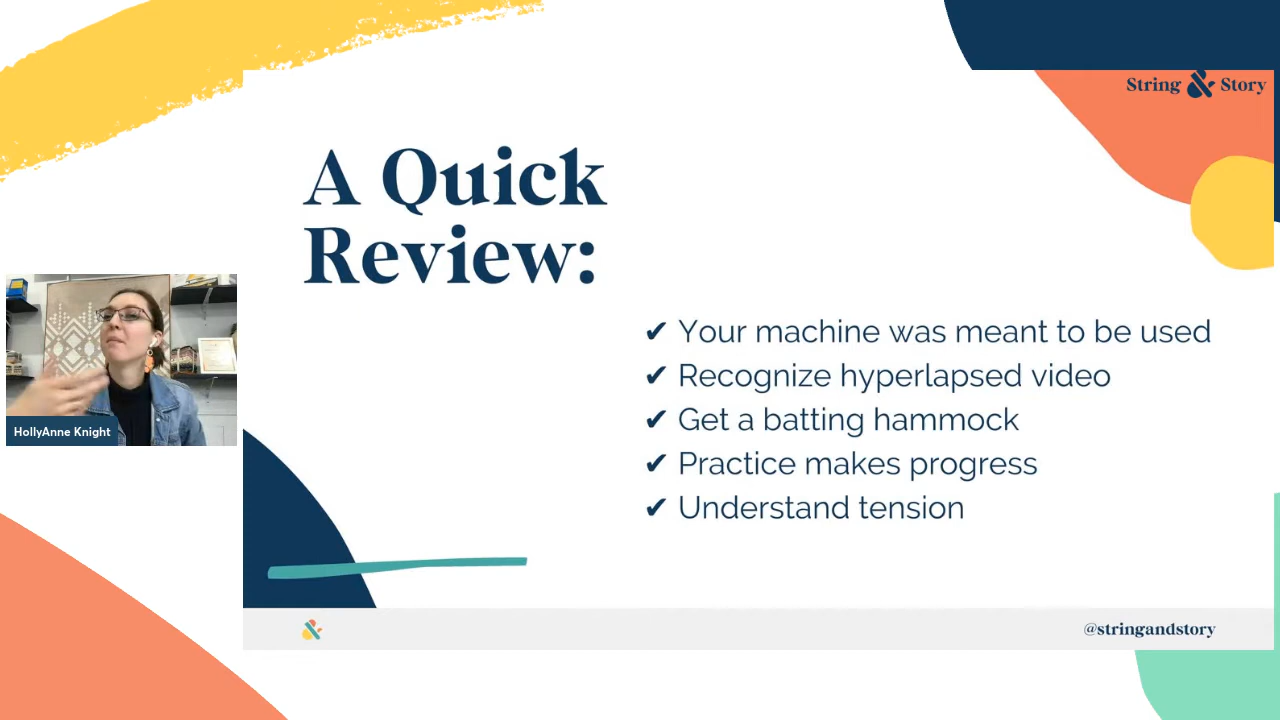 String & Story
A Quick
Review:
✔ Your machine was meant to be used
✔ Recognize hyperlapsed video
✔ Get a batting hammock
✔ Practice makes progress
✔ Understand tension
HollyAnne Knight
&
@stringandstory